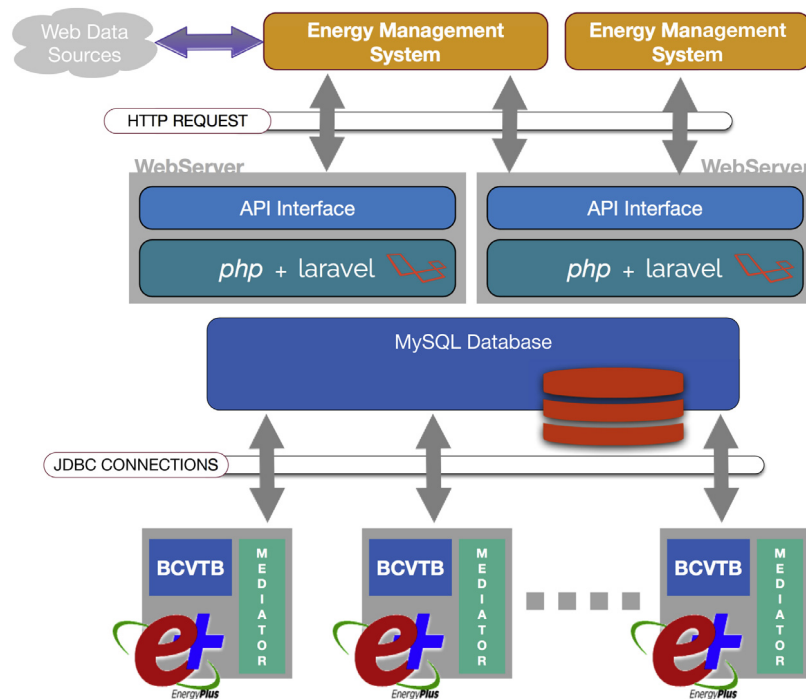 Web Data
Sources
Energy Management
System
Energy Management
System
HTTP REQUEST
WebServer
WebServer
API Interface
API Interface
php + laravel
php + laravel
MySQL Database
JDBC CONNECTIONS
BCVTB
MEDIATOR
e+
EnergyPlus
BCVTB
MEDIATOR
e+
EnergyPlus
BCVTB
MEDIATOR
e+
EnergyPlus